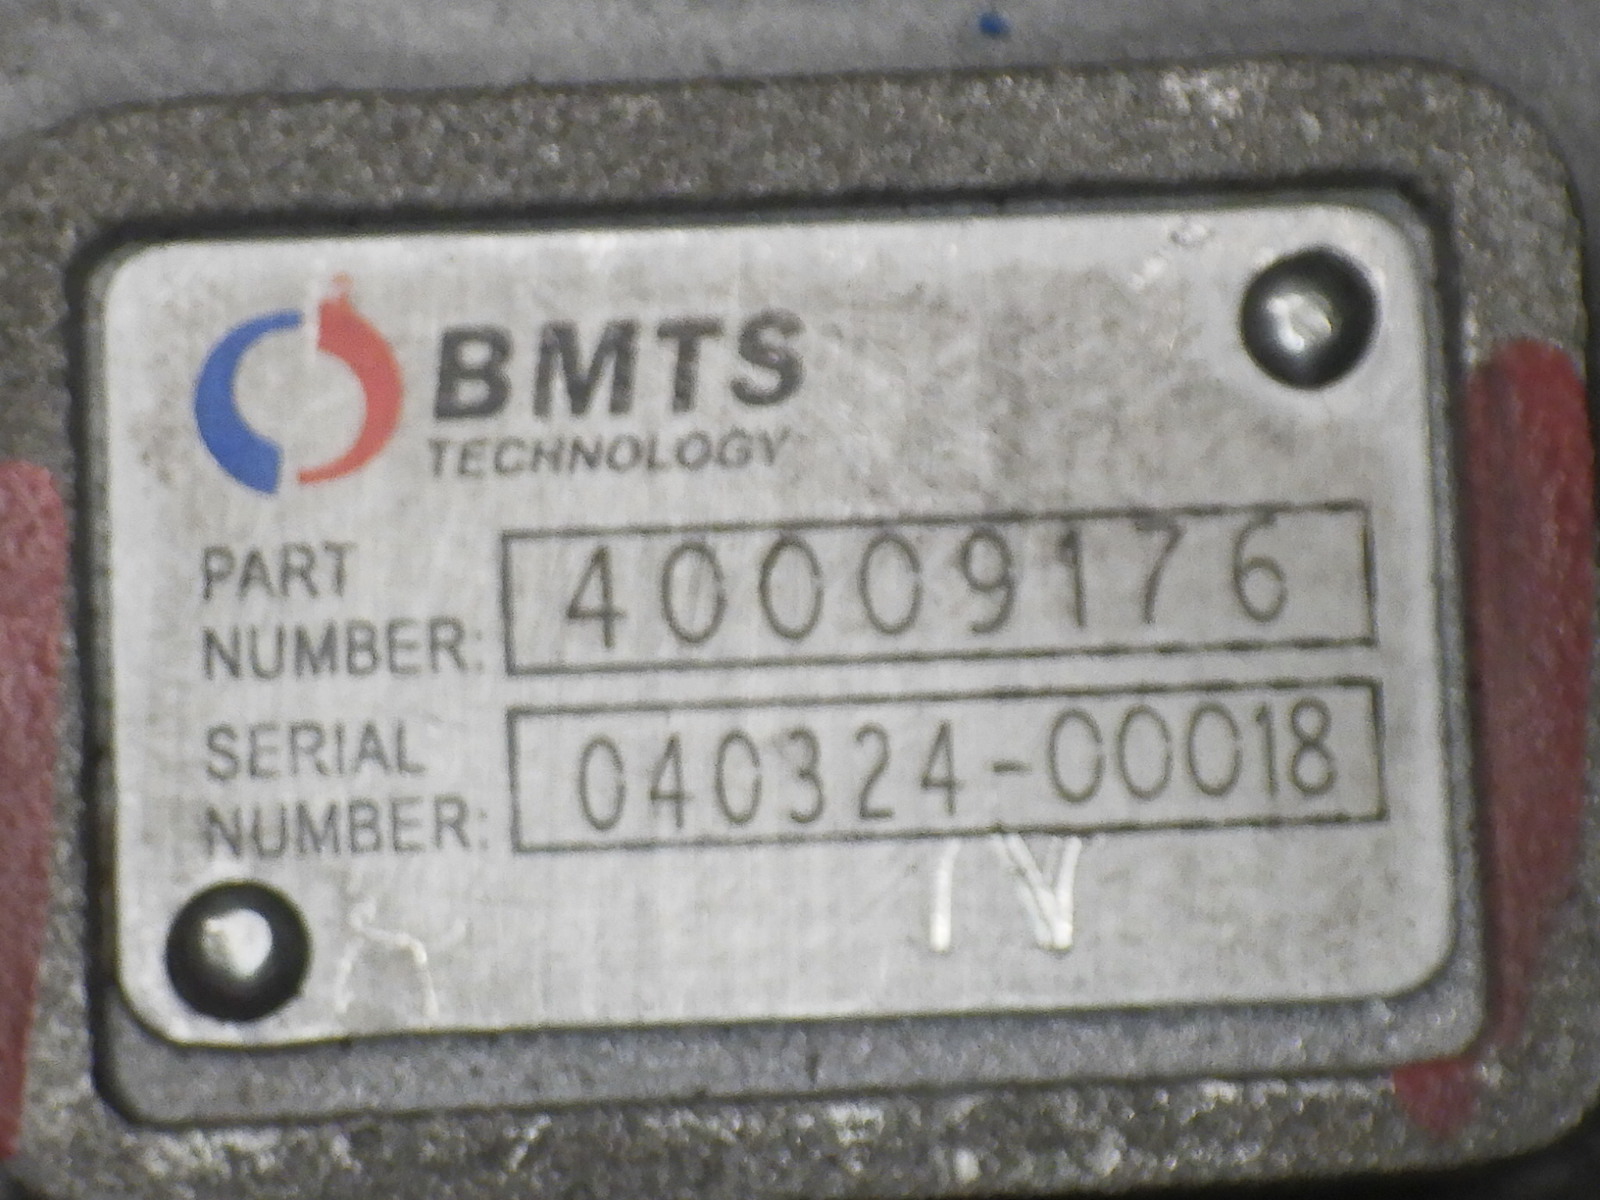 BMTS
TECHNOLOGY
PART
NUMBER: 40009176
SERIAL
NUMBER: 040324-00018